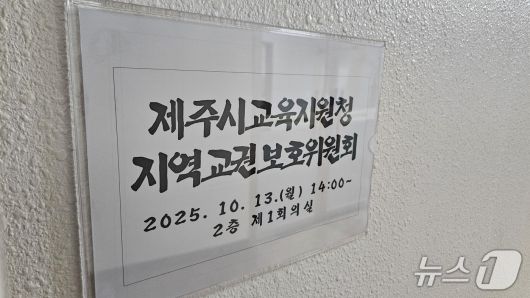 제주시교육지원청
지역교권보호위원회
2025. 10. 13.(월) 14:00~
2층 제1회의실
뉴스1